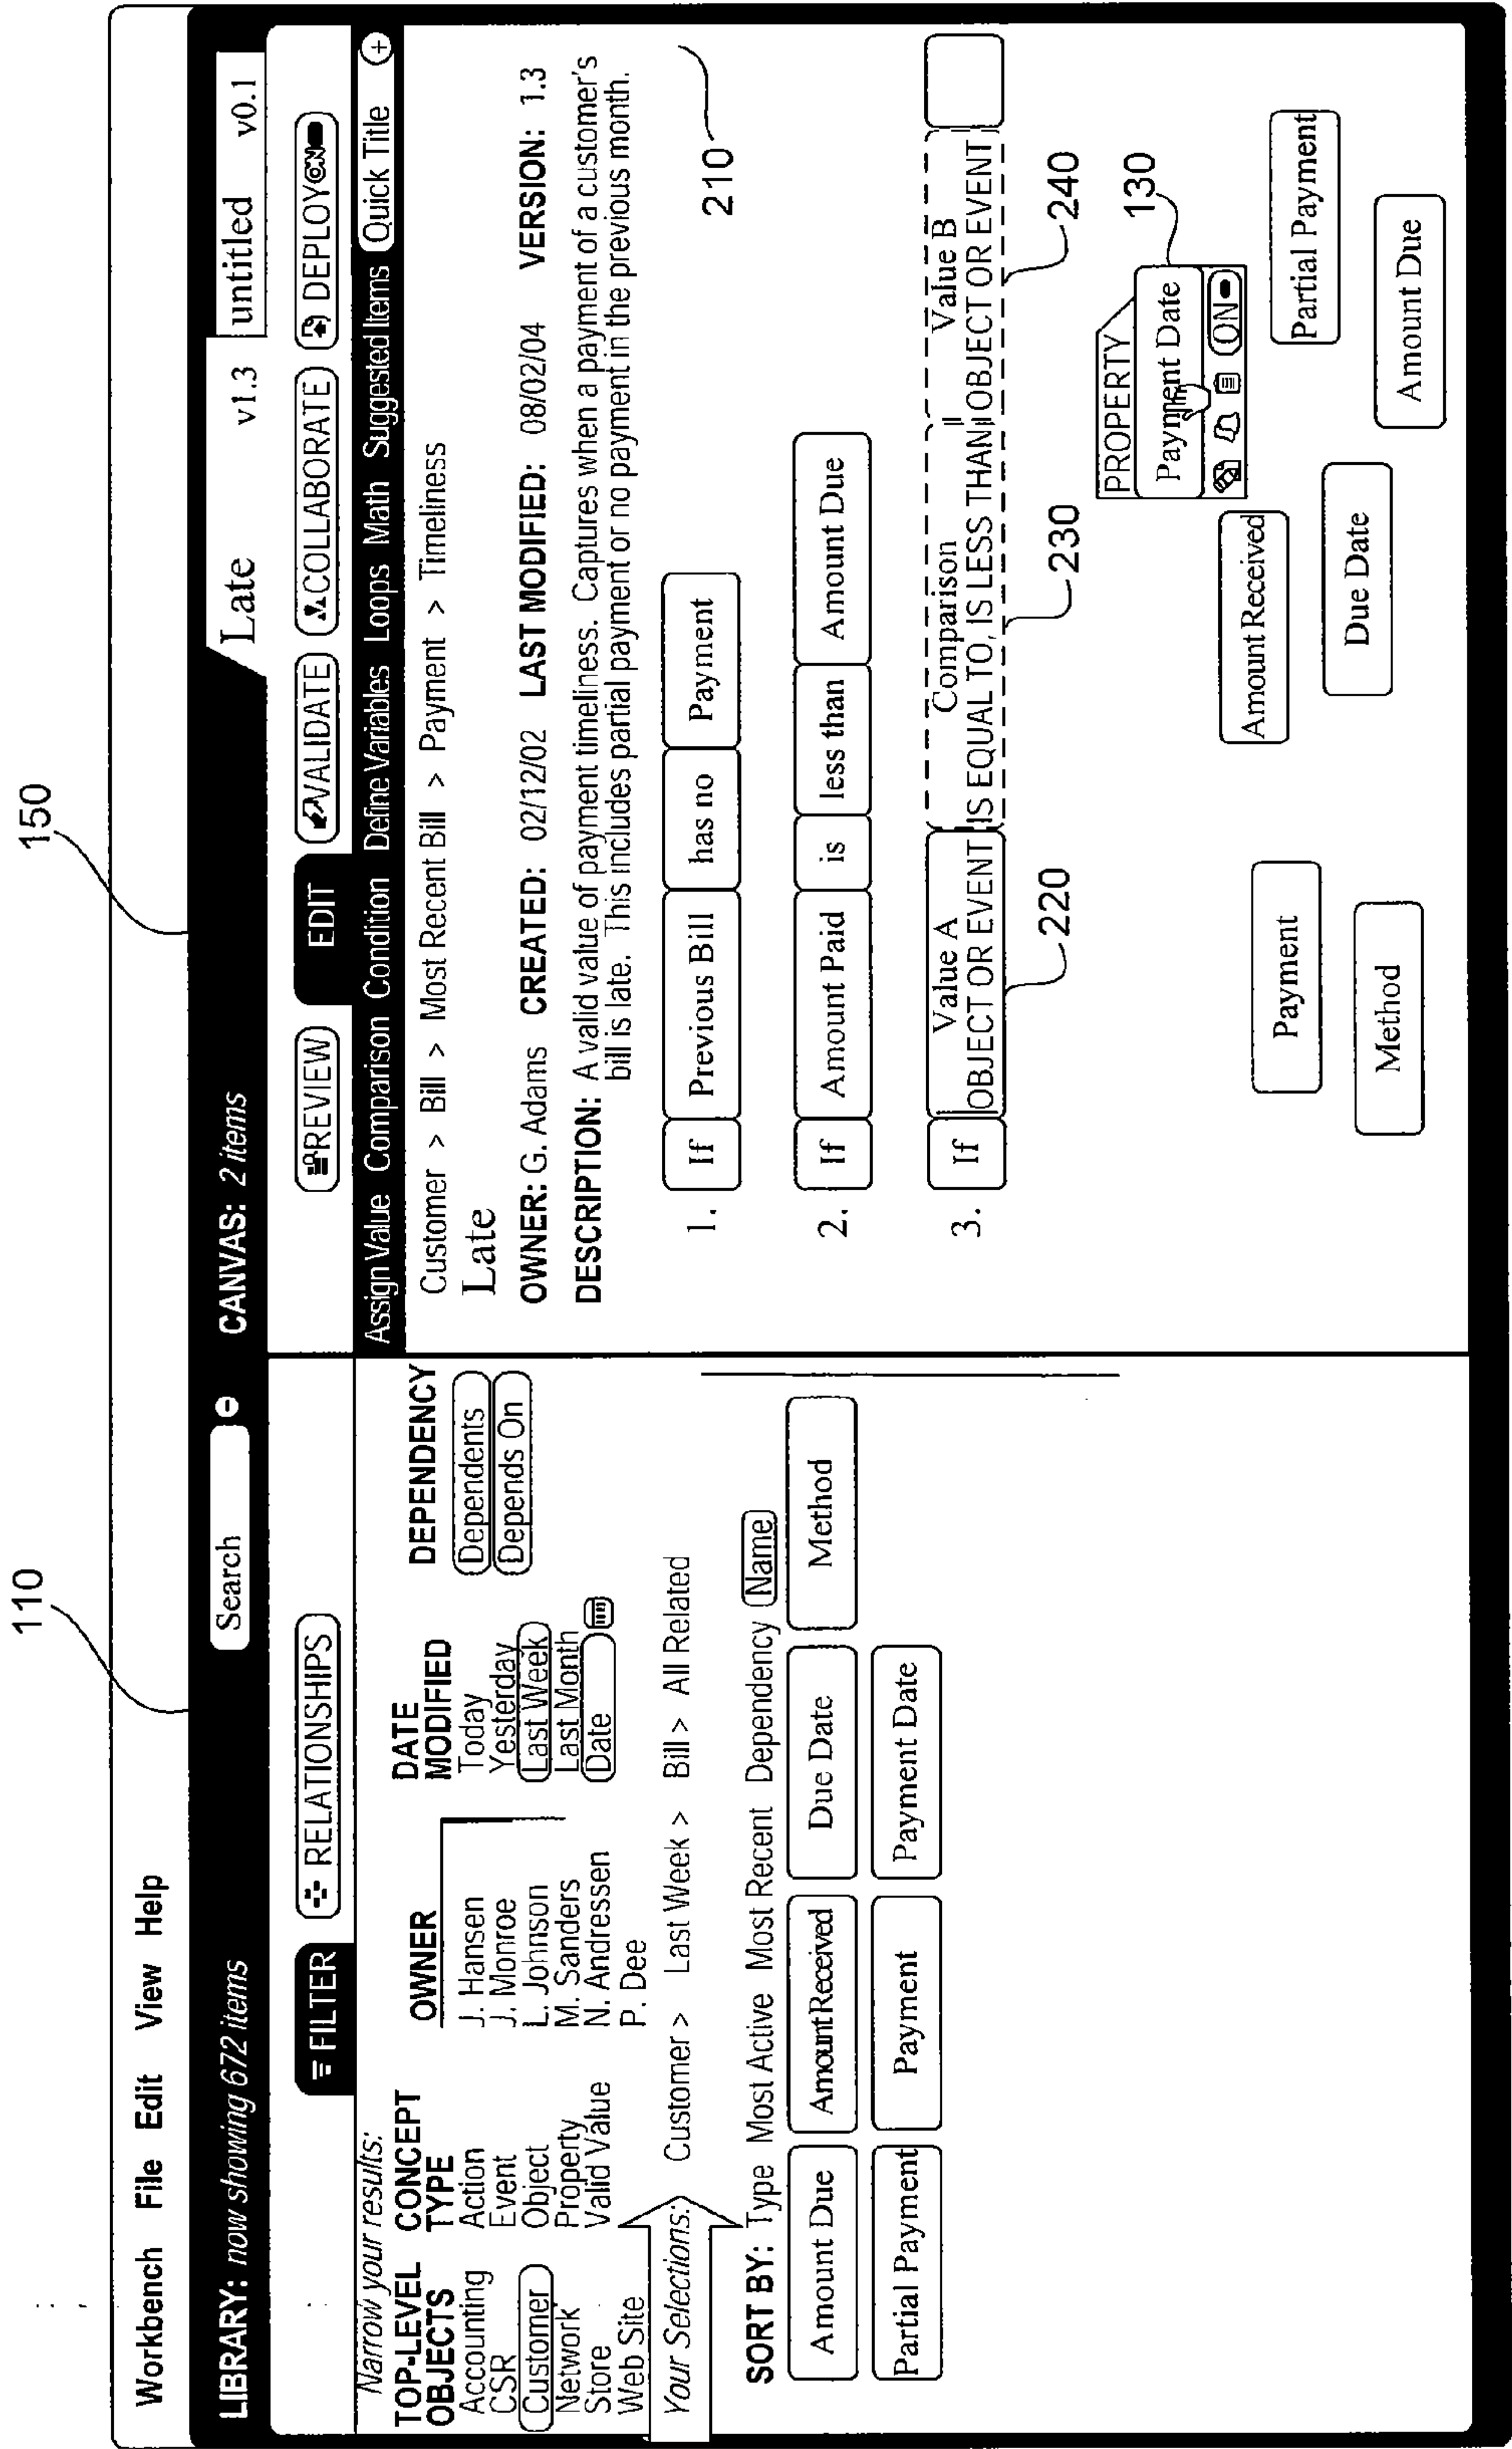 110
150
Workbench File Edit View Help
LIBRARY: now showing 672 items
Search
FILTER
RELATIONSHIPS
Narrow your results:
TOP-LEVEL OBJECTS
Accounting
CSR
Customer
Network
Store
Web Site
CONCEPT TYPE
Action
Event
Object
Property
Valid Value
OWNER
J. Hansen
J. Monroe
L. Johnson
M. Sanders
N. Andressen
P. Dee
DATE MODIFIED
Today
Yesterday
Last Week
Last Month
Date
DEPENDENCY
Dependents
Depends On
Your Selections: Customer > Last Week > Bill > All Related
SORT BY: Type Most Active Most Recent Dependency Name
Amount Due Amount Received Due Date Method
Partial Payment Payment Payment Date
CANVAS: 2 items
Late v1.3
untitled v0.1
REVIEW EDIT VALIDATE COLLABORATE DEPLOY ON
Assign Value Comparison Condition Define Variables Loops Math Suggested Items Quick Title +
Customer > Bill > Most Recent Bill > Payment > Timeliness
Late
OWNER: G. Adams CREATED: 02/12/02 LAST MODIFIED: 08/02/04 VERSION: 1.3
DESCRIPTION: A valid value of payment timeliness. Captures when a payment of a customer's
bill is late. This includes partial payment or no payment in the previous month.
1. If Previous Bill has no Payment
210
2. If Amount Paid is less than Amount Due
3. If Value A Comparison Value B
OBJECT OR EVENT IS EQUAL TO, IS LESS THAN OBJECT OR EVENT
220
230
240
PROPERTY
Payment Date
ON
130
Amount Received
Partial Payment
Payment
Due Date
Amount Due
Method